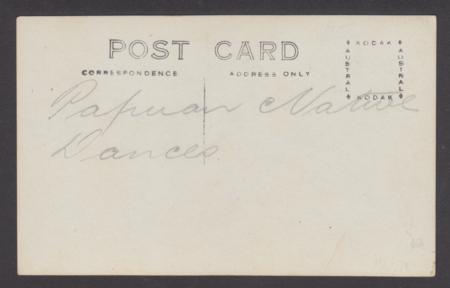 POST CARD
CORRESPONDENCE ADDRESS ONLY
KODAK
AUSTRAL AUSTRAL
KODAK
Papuan Native
Dances